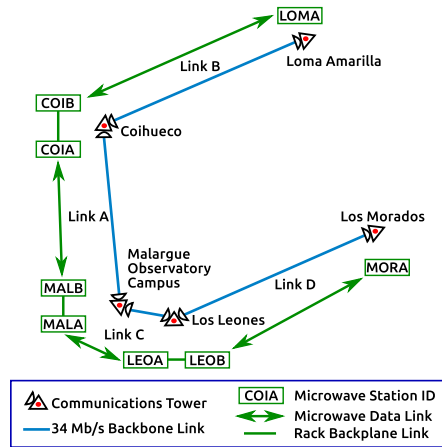 LOMA
Link B
Loma Amarilla
COIB
Coihueco
COIA
Link A
Los Morados
Malargue
Observatory
Campus
MORA
Link D
MALB
MALA
Link C
Los Leones
LEOA
LEOB
Communications Tower
34 Mb/s Backbone Link
COIA Microwave Station ID
Microwave Data Link
Rack Backplane Link